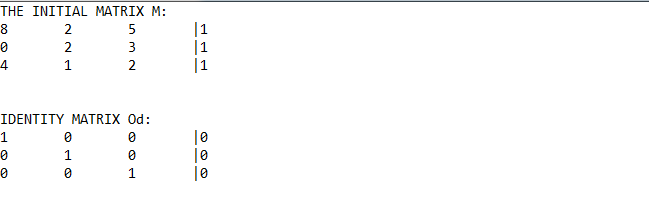 THE INITIAL MATRIX M:
8 2 5 |1
0 2 3 |1
4 1 2 |1
IDENTITY MATRIX Od:
1 0 0 |0
0 1 0 |0
0 0 1 |0